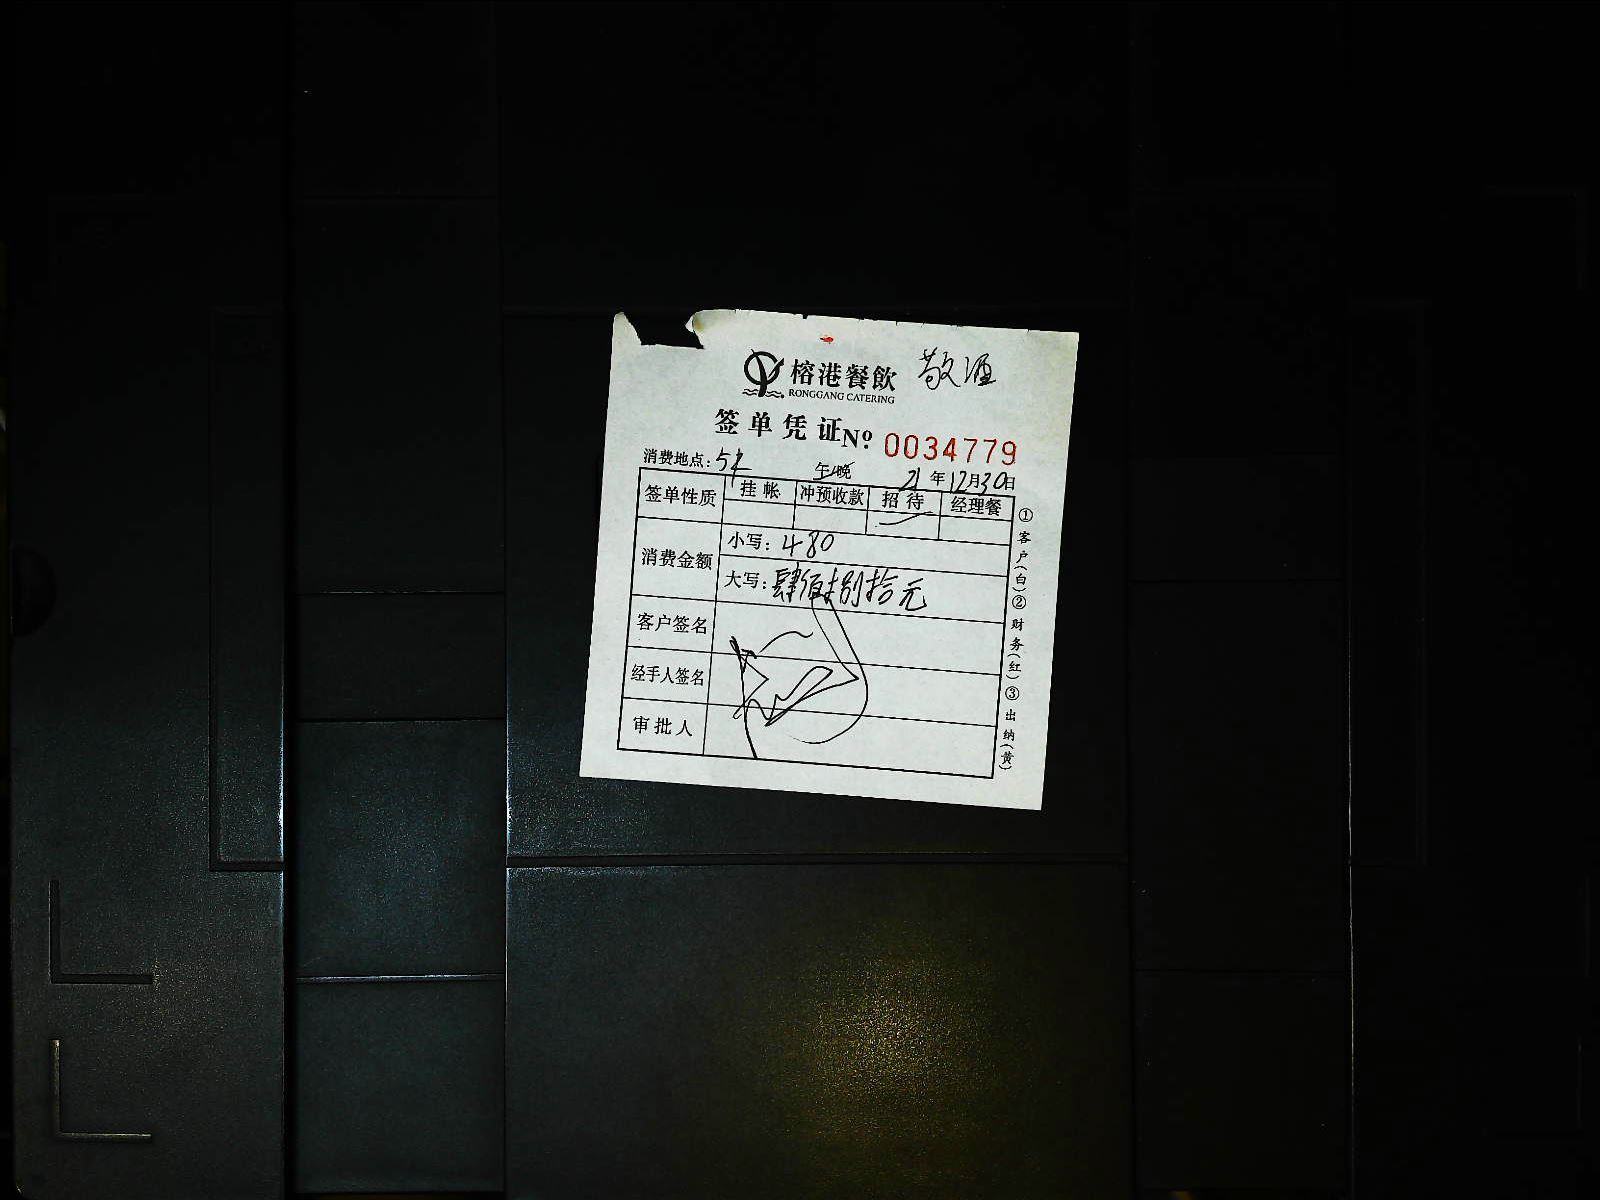 榕港餐飲 敬酒
RONGGANG CATERING
签单凭证 Nº 0034779
消费地点: 午晚 21年12月30日
签单性质 挂帐 冲预收款 招待 经理餐
消费金额 小写: 480
大写: 肆佰捌拾元
客户签名
经手人签名
审批人
①客户(白)②财务(红)③出纳(黄)